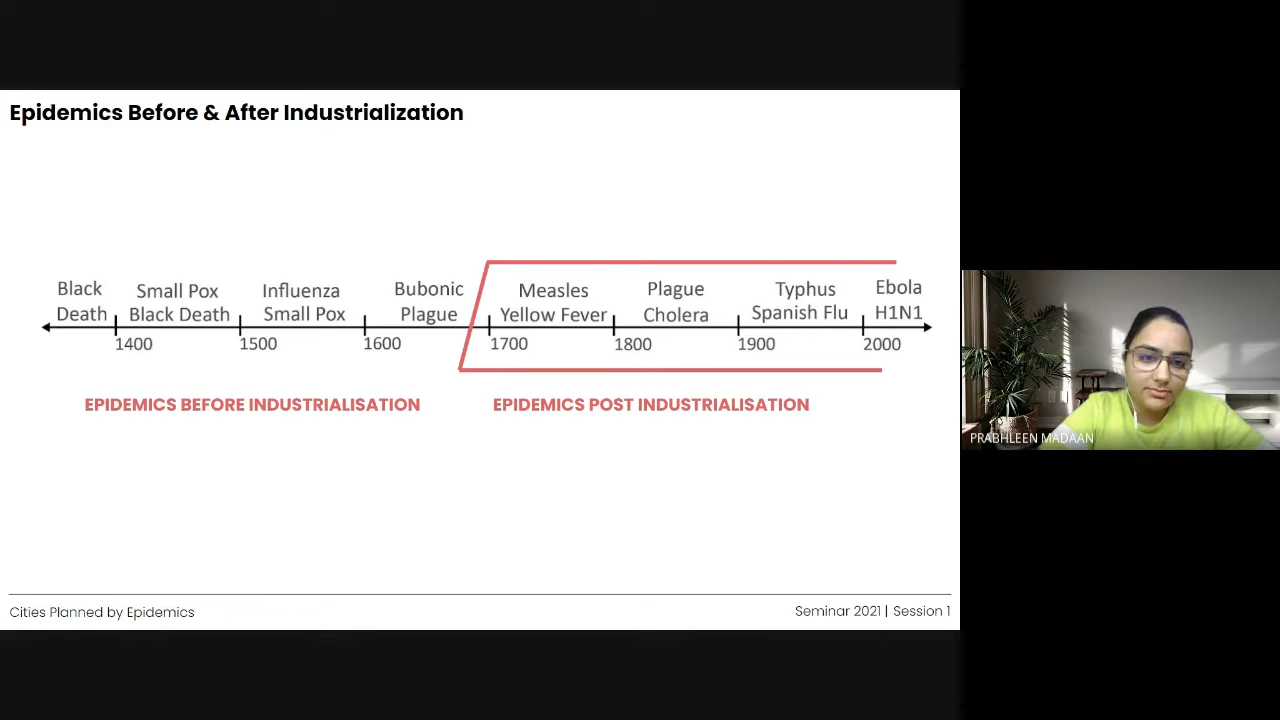 Epidemics Before & After Industrialization
Black
Death
Small Pox
Black Death
Influenza
Small Pox
Bubonic
Plague
Measles
Yellow Fever
Plague
Cholera
Typhus
Spanish Flu
Ebola
H1N1
1400
1500
1600
1700
1800
1900
2000
EPIDEMICS BEFORE INDUSTRIALISATION
EPIDEMICS POST INDUSTRIALISATION
PRABHLEEN MADAAN
Cities Planned by Epidemics
Seminar 2021 | Session 1